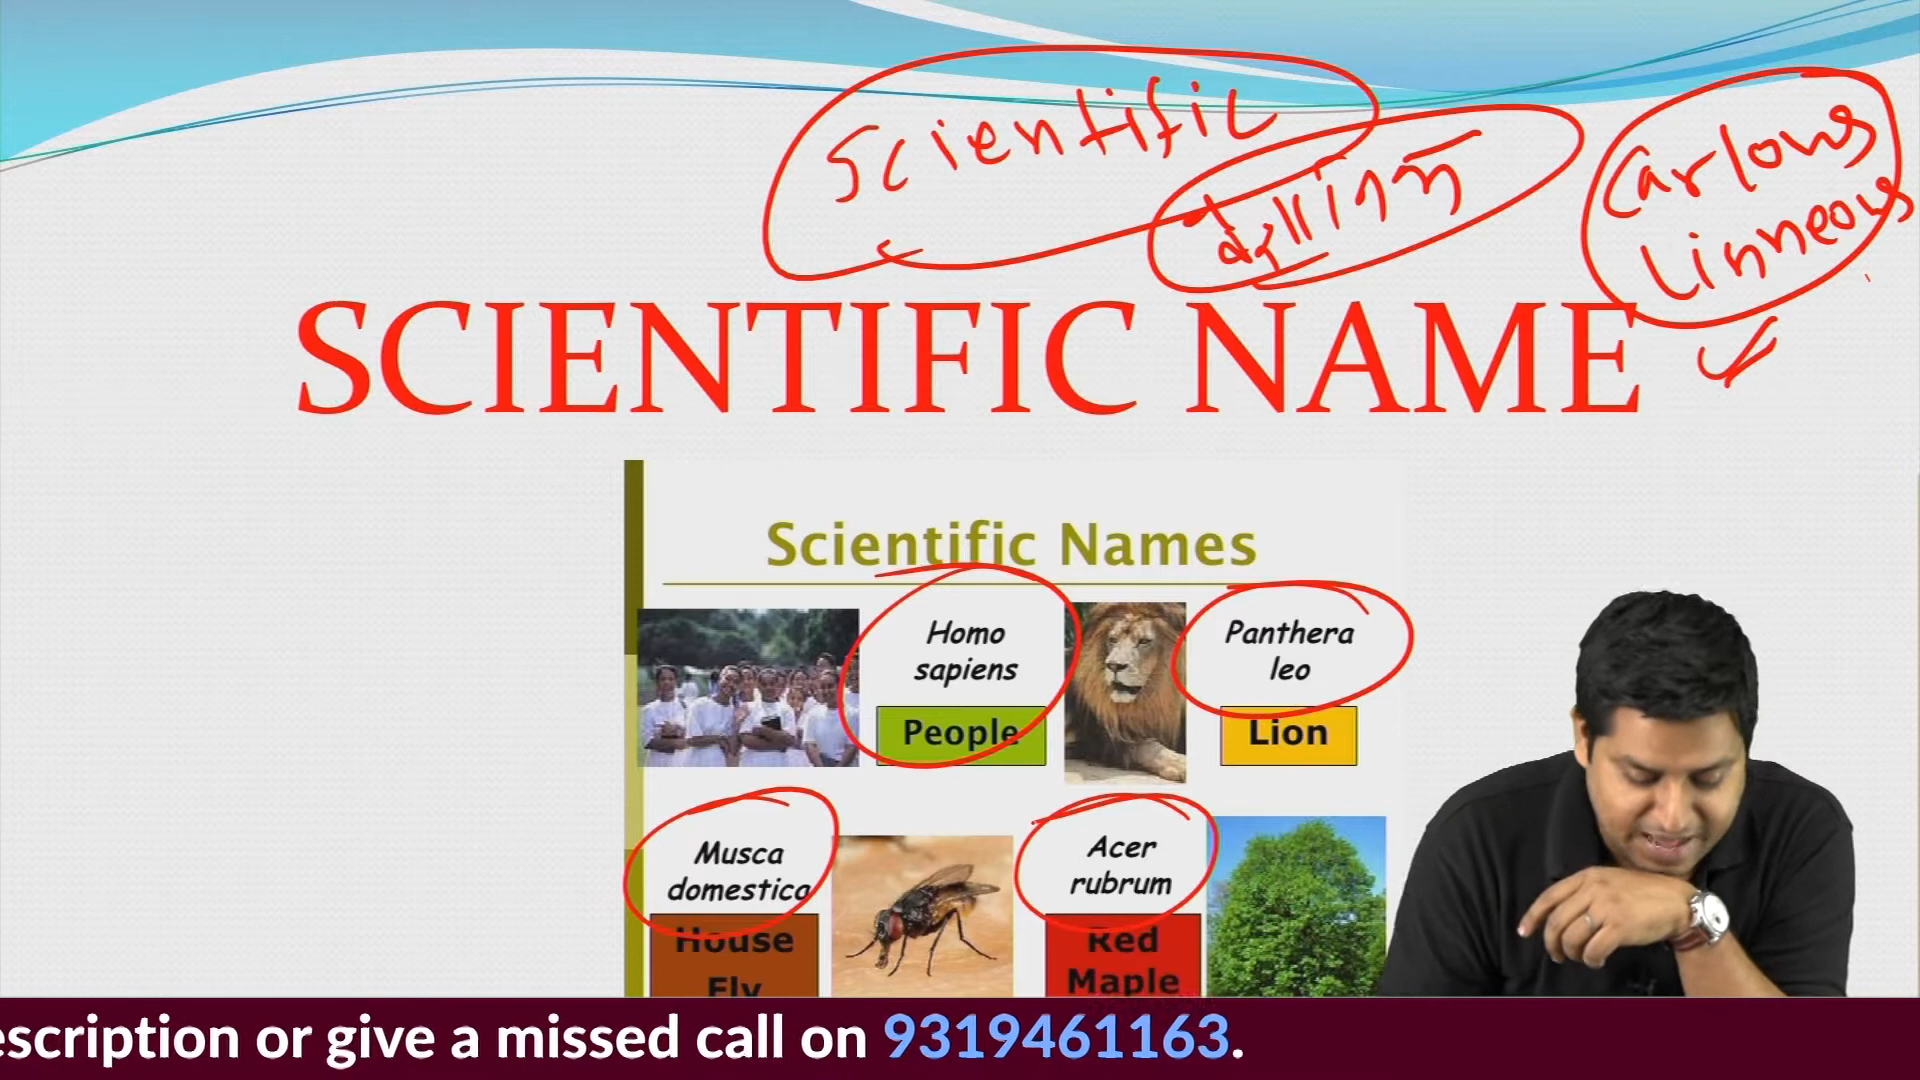 Scientific
वैज्ञानिक
Carlous
Linneous
SCIENTIFIC NAME
Scientific Names
Homo
sapiens
People
Panthera
leo
Lion
Musca
domestica
House
Fly
Acer
rubrum
Red
Maple
escription or give a missed call on 9319461163.